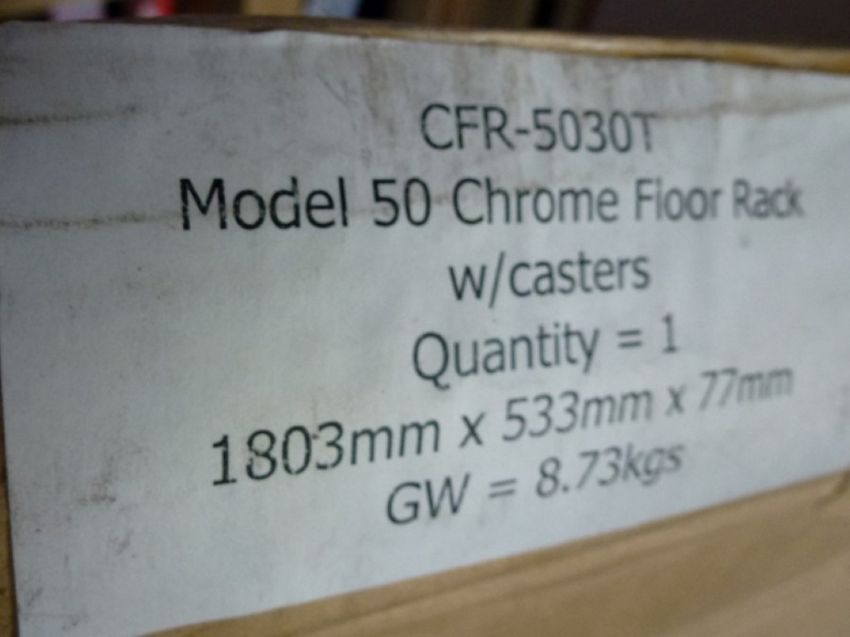 CFR-5030T
Model 50 Chrome Floor Rack
w/casters
Quantity = 1
1803mm x 533mm x 77mm
GW = 8.73kgs